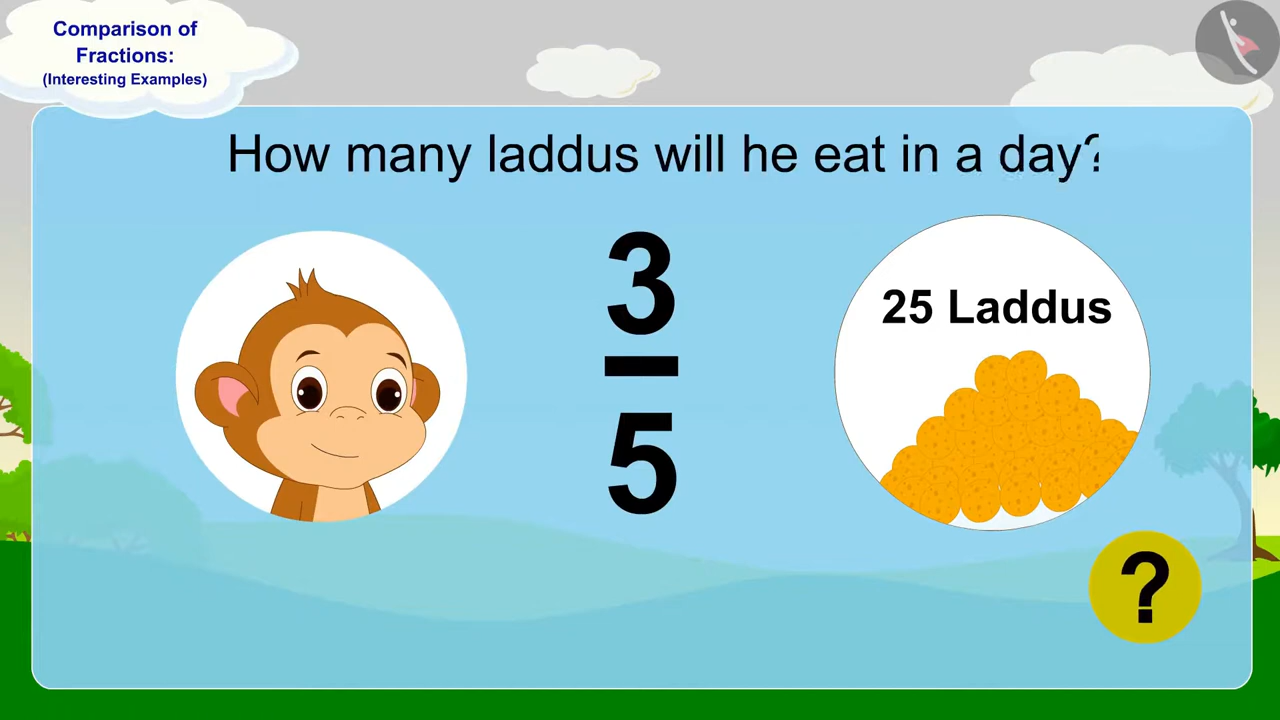 Comparison of
Fractions:
(Interesting Examples)
How many laddus will he eat in a day?
3
5
25 Laddus
?